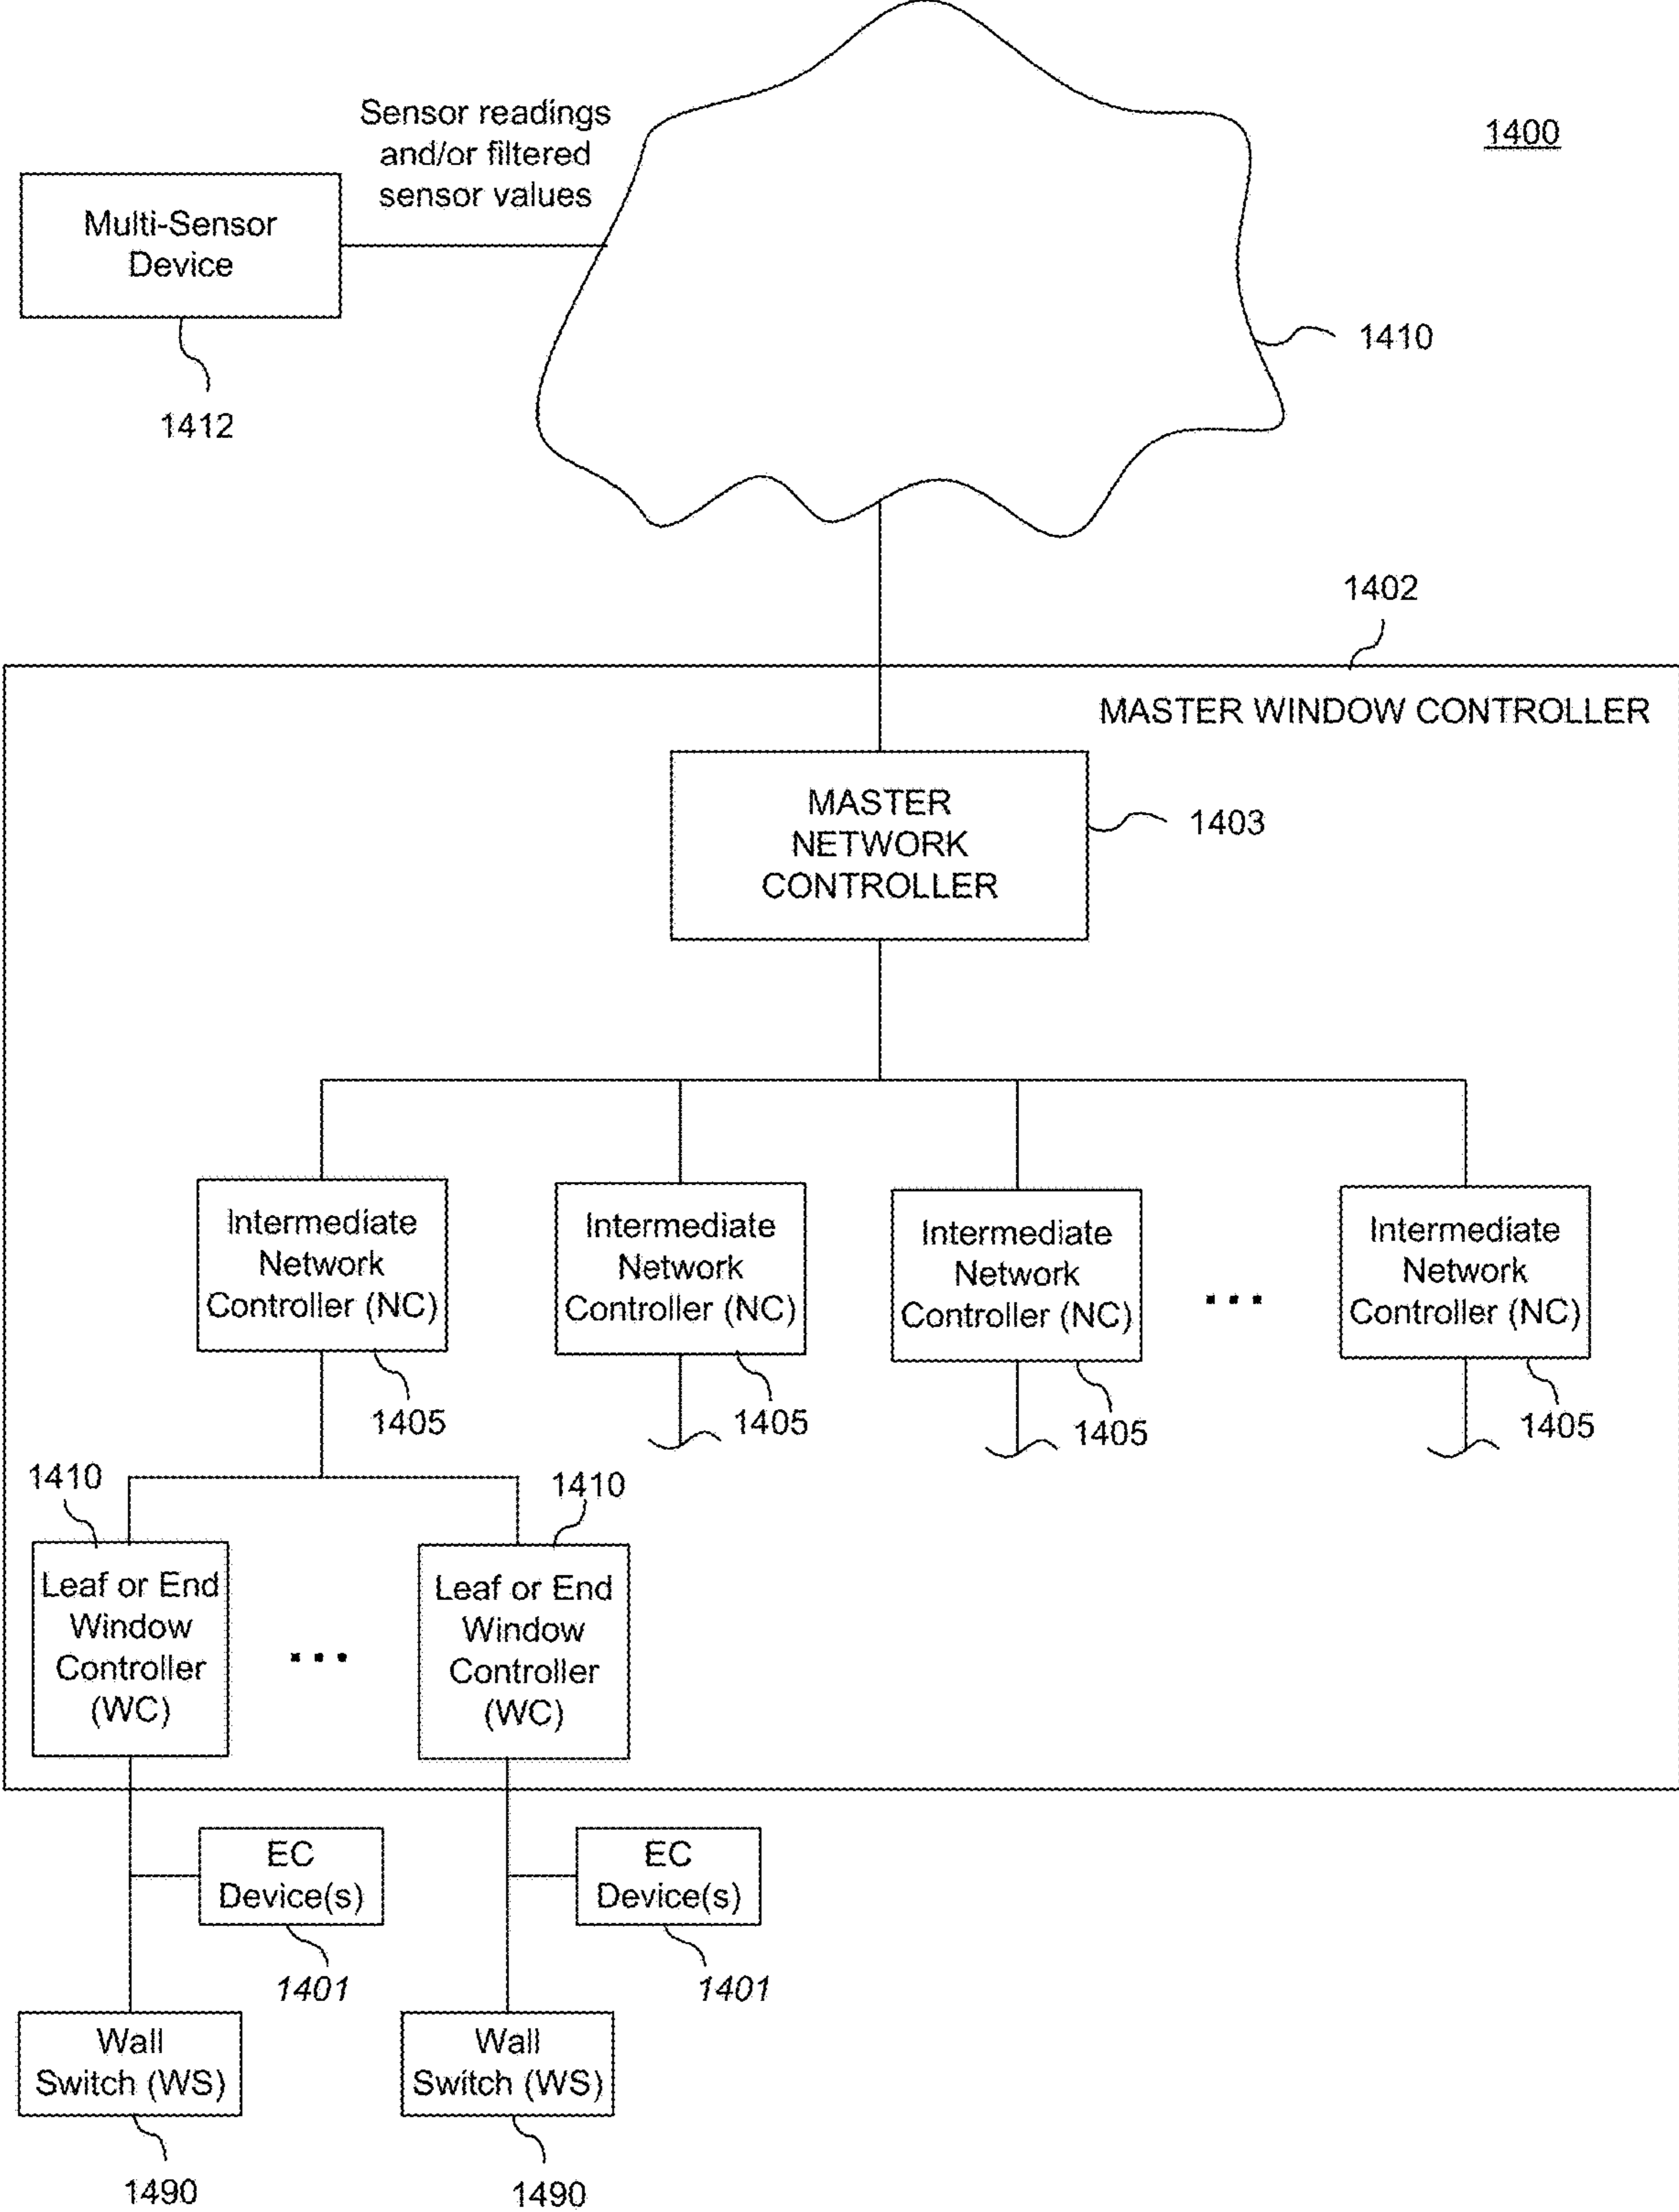 Sensor readings
and/or filtered
sensor values
1400
Multi-Sensor
Device
1412
1410
1402
MASTER WINDOW CONTROLLER
MASTER
NETWORK
CONTROLLER
1403
Intermediate
Network
Controller (NC)
1405
Intermediate
Network
Controller (NC)
1405
Intermediate
Network
Controller (NC)
1405
...
Intermediate
Network
Controller (NC)
1405
1410
Leaf or End
Window
Controller
(WC)
...
1410
Leaf or End
Window
Controller
(WC)
EC
Device(s)
1401
EC
Device(s)
1401
Wall
Switch (WS)
1490
Wall
Switch (WS)
1490